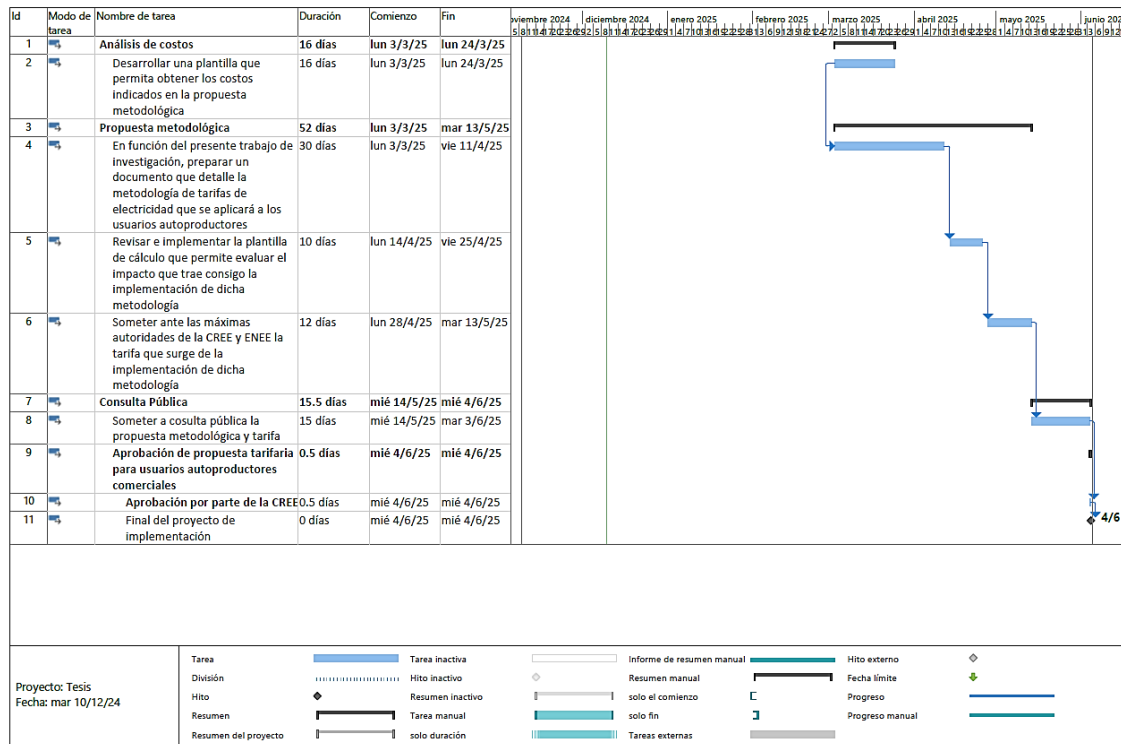 Id Modo de tarea Nombre de tarea Duración Comienzo Fin
oviembre 2024 diciembre 2024 enero 2025 febrero 2025 marzo 2025 abril 2025 mayo 2025 junio 202
1 Análisis de costos 16 días lun 3/3/25 lun 24/3/25
2 Desarrollar una plantilla que 16 días lun 3/3/25 lun 24/3/25
permita obtener los costos
indicados en la propuesta
metodológica
3 Propuesta metodológica 52 días lun 3/3/25 mar 13/5/25
4 En función del presente trabajo de 30 días lun 3/3/25 vie 11/4/25
investigación, preparar un
documento que detalle la
metodología de tarifas de
electricidad que se aplicará a los
usuarios autoproductores
5 Revisar e implementar la plantilla 10 días lun 14/4/25 vie 25/4/25
de cálculo que permite evaluar el
impacto que trae consigo la
implementación de dicha
metodología
6 Someter ante las máximas 12 días lun 28/4/25 mar 13/5/25
autoridades de la CREE y ENEE la
tarifa que surge de la
implementación de dicha
metodología
7 Consulta Pública 15.5 días mié 14/5/25 mié 4/6/25
8 Someter a cosulta pública la 15 días mié 14/5/25 mar 3/6/25
propuesta metodológica y tarifa
9 Aprobación de propuesta tarifaria 0.5 días mié 4/6/25 mié 4/6/25
para usuarios autoproductores
comerciales
10 Aprobación por parte de la CREE 0.5 días mié 4/6/25 mié 4/6/25
11 Final del proyecto de 0 días mié 4/6/25 mié 4/6/25 4/6
implementación
Proyecto: Tesis
Fecha: mar 10/12/24
Tarea Tarea inactiva Informe de resumen manual Hito externo
División Hito inactivo Resumen manual Fecha límite
Hito Resumen inactivo solo el comienzo Progreso
Resumen Tarea manual solo fin Progreso manual
Resumen del proyecto solo duración Tareas externas